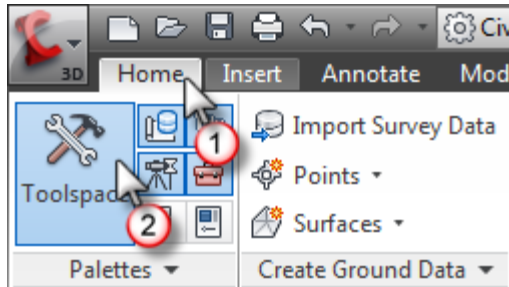 Civ
3D
Home
Insert
Annotate
Mod
1
Import Survey Data
Points
Toolspac
2
Surfaces
Palettes
Create Ground Data